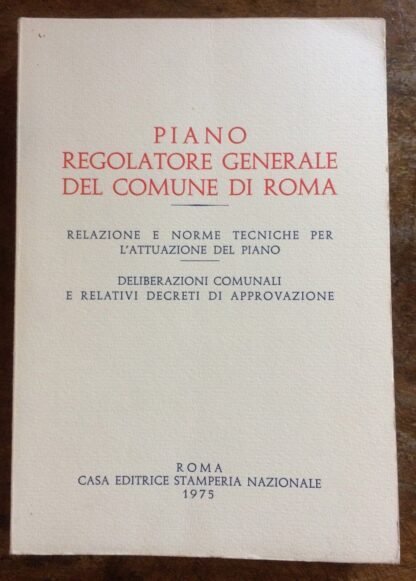 PIANO
REGOLATORE GENERALE
DEL COMUNE DI ROMA
RELAZIONE E NORME TECNICHE PER
L'ATTUAZIONE DEL PIANO
DELIBERAZIONI COMUNALI
E RELATIVI DECRETI DI APPROVAZIONE
ROMA
CASA EDITRICE STAMPERIA NAZIONALE
1975